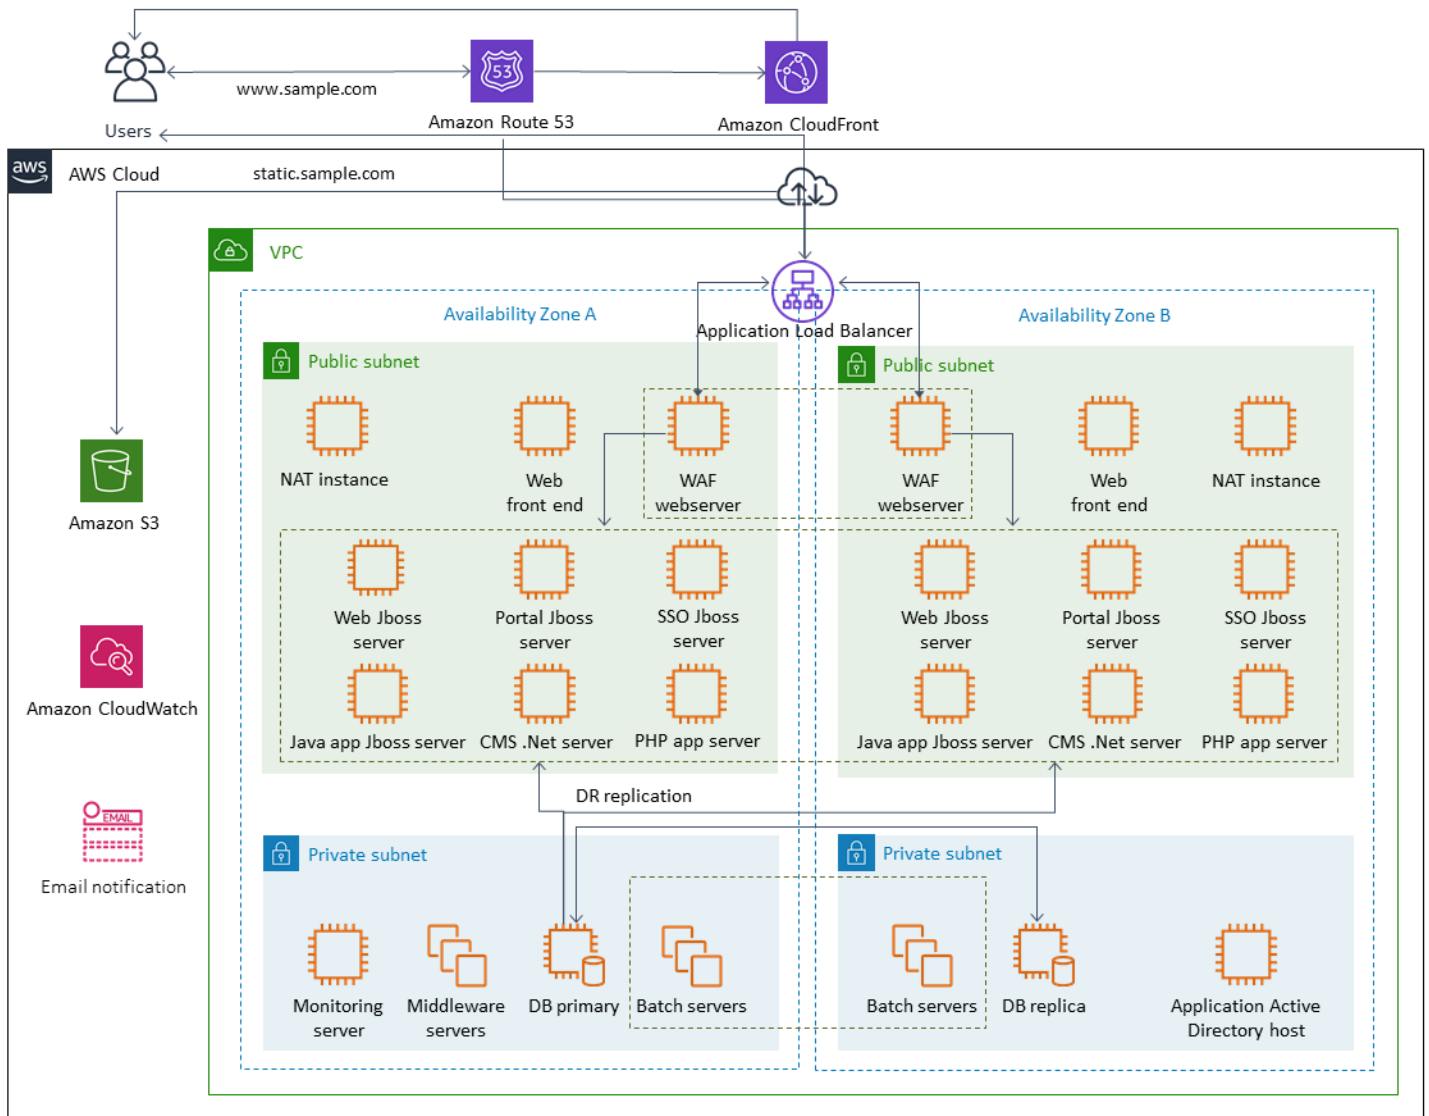 53
www.sample.com
Amazon Route 53
Amazon CloudFront
Users
aws
AWS Cloud
static.sample.com
VPC
Availability Zone A
Application Load Balancer
Availability Zone B
Public subnet
Public subnet
NAT instance
Web
front end
WAF
webserver
WAF
webserver
Web
front end
NAT instance
Amazon S3
Web Jboss
server
Portal Jboss
server
SSO Jboss
server
Web Jboss
server
Portal Jboss
server
SSO Jboss
server
Amazon CloudWatch
Java app Jboss server
CMS .Net server
PHP app server
Java app Jboss server
CMS .Net server
PHP app server
DR replication
EMAIL
Email notification
Private subnet
Private subnet
Monitoring
server
Middleware
servers
DB primary
Batch servers
Batch servers
DB replica
Application Active
Directory host